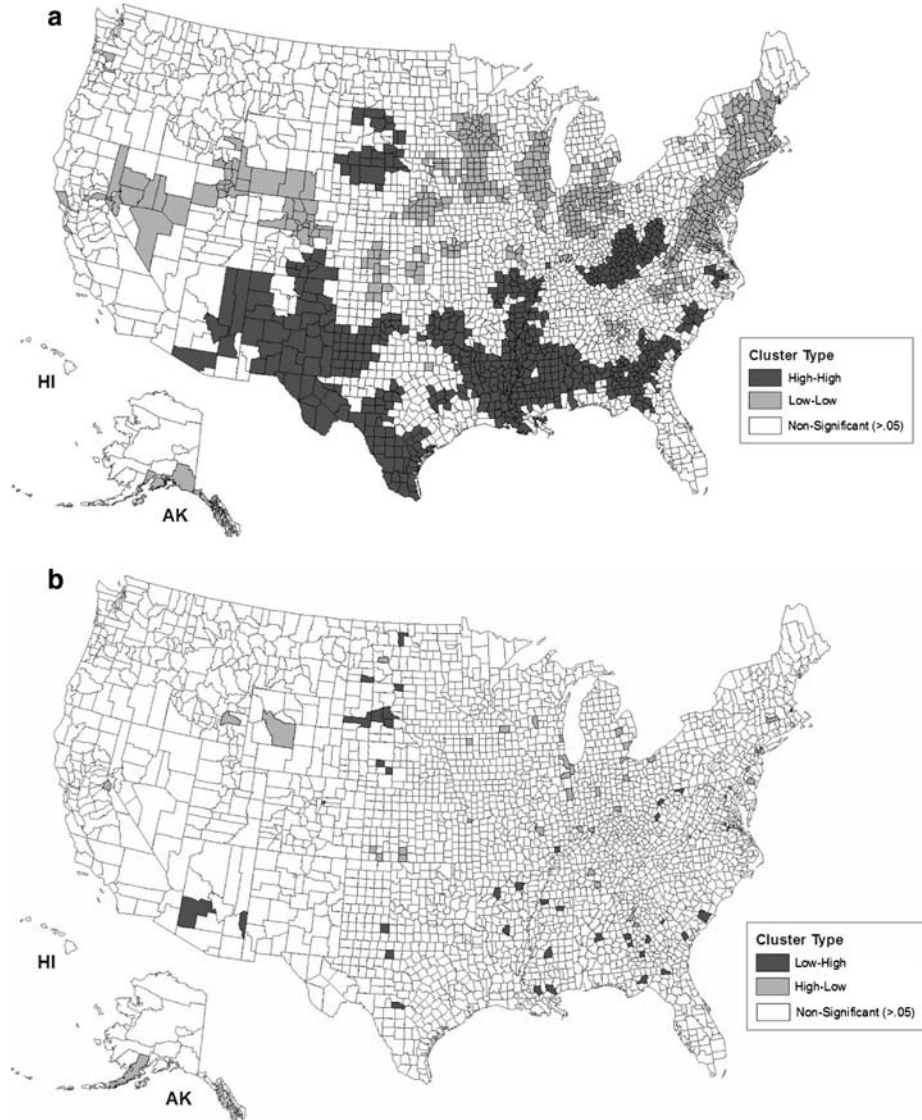 a
HI
AK
Cluster Type
High-High
Low-Low
Non-Significant (>.05)
b
HI
AK
Cluster Type
Low-High
High-Low
Non-Significant (>.05)